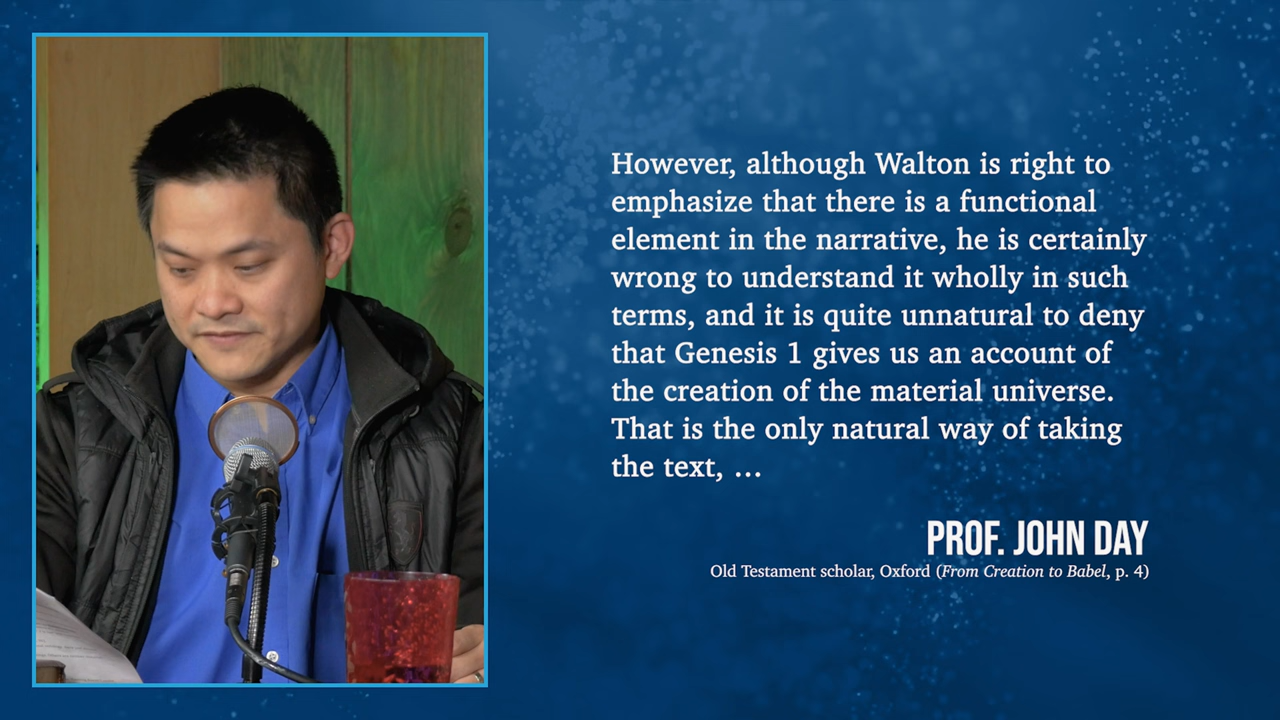 However, although Walton is right to
emphasize that there is a functional
element in the narrative, he is certainly
wrong to understand it wholly in such
terms, and it is quite unnatural to deny
that Genesis 1 gives us an account of
the creation of the material universe.
That is the only natural way of taking
the text, …
PROF. JOHN DAY
Old Testament scholar, Oxford (From Creation to Babel, p. 4)